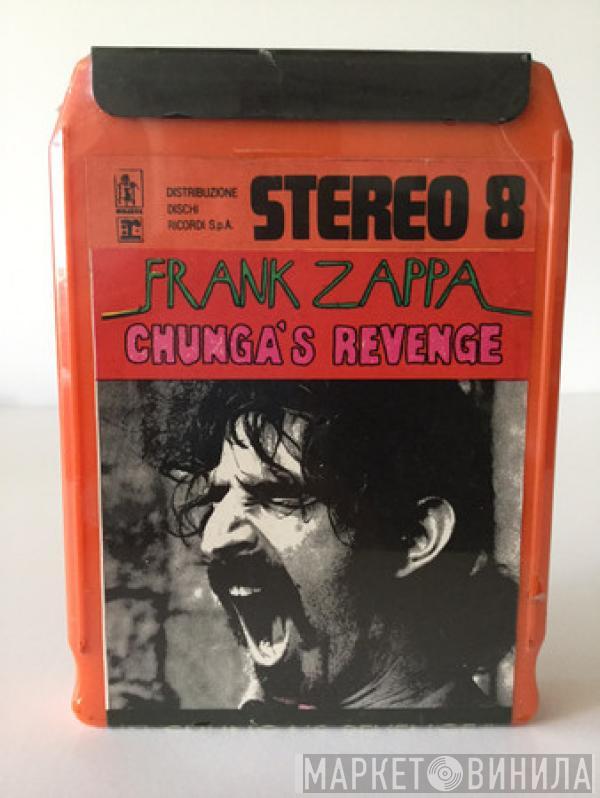 DISTRIBUZIONE
DISCHI
RICORDI S.p.A.
STEREO 8
FRANK ZAPPA
CHUNGA'S REVENGE
МАРКЕТ ВИНИЛА